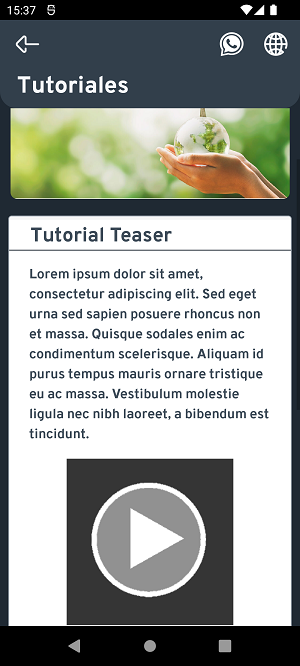 15:37
Tutoriales
Tutorial Teaser
Lorem ipsum dolor sit amet,
consectetur adipiscing elit. Sed eget
urna sed sapien posuere rhoncus non
et massa. Quisque sodales enim ac
condimentum scelerisque. Aliquam id
purus tempus mauris ornare tristique
eu ac massa. Vestibulum molestie
ligula nec nibh laoreet, a bibendum est
tincidunt.